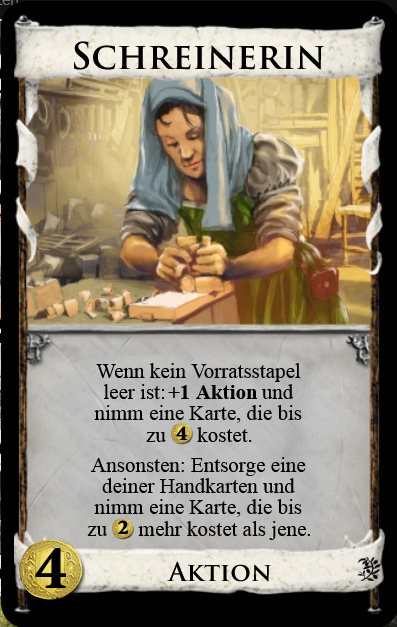 SCHREINERIN
Wenn kein Vorratsstapel
leer ist: +1 Aktion und
nimm eine Karte, die bis
zu 4 kostet.
Ansonsten: Entsorge eine
deiner Handkarten und
nimm eine Karte, die bis
zu 2 mehr kostet als jene.
4 AKTION